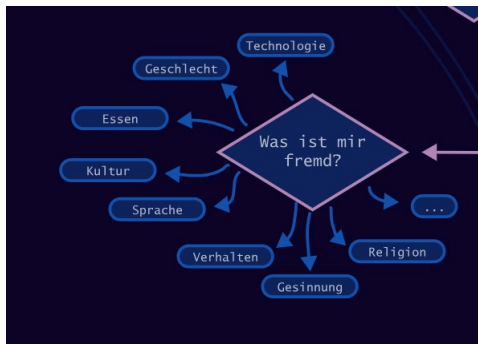 Technologie
Geschlecht
Essen
Was ist mir
fremd?
Kultur
Sprache
...
Verhalten
Religion
Gesinnung